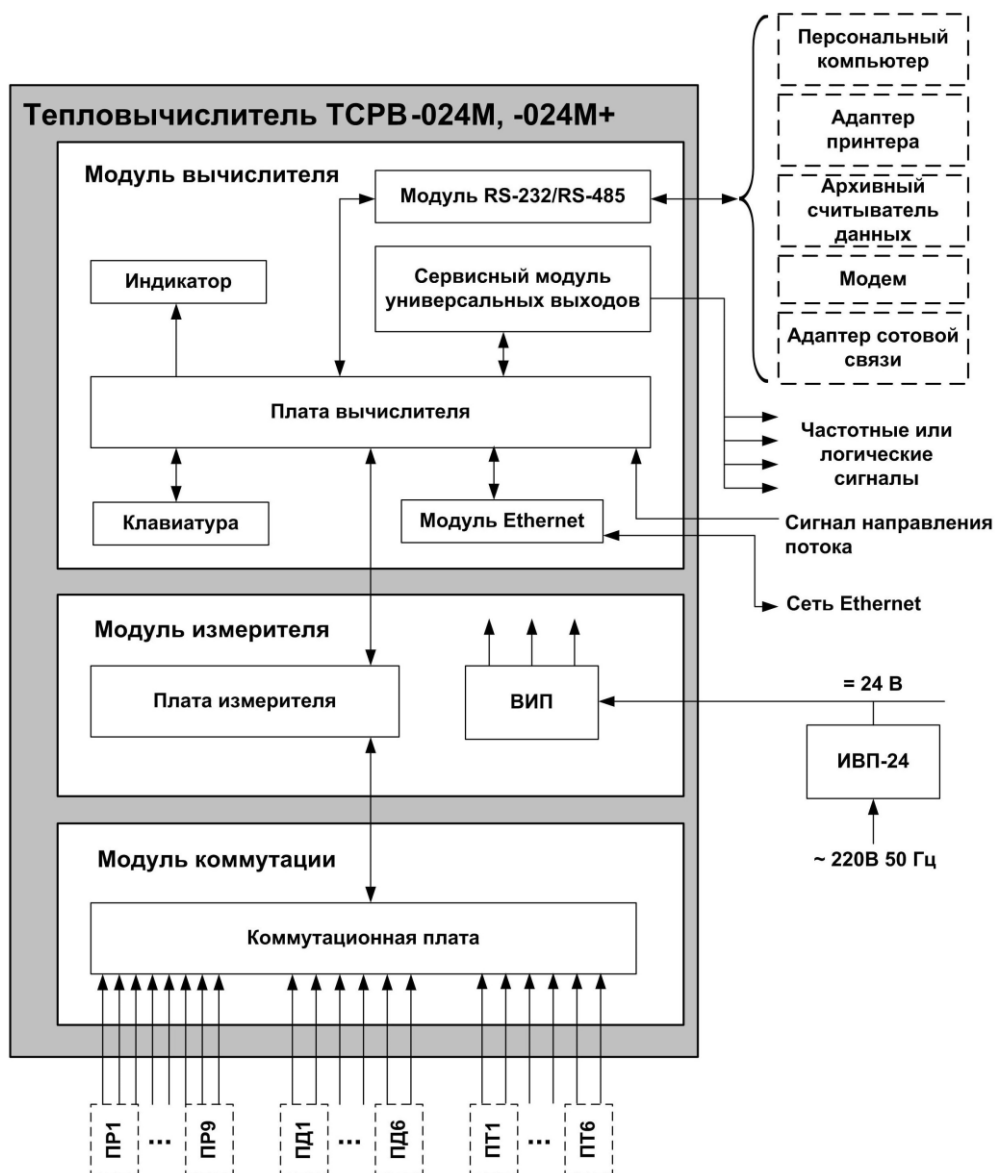 Персональный
компьютер
Адаптер
принтера
Архивный
считыватель
данных
Модем
Адаптер сотовой
связи
Тепловычислитель ТСРВ-024М, -024М+
Модуль вычислителя
Модуль RS-232/RS-485
Индикатор
Сервисный модуль
универсальных выходов
Плата вычислителя
Частотные или
логические
сигналы
Клавиатура
Модуль Ethernet
Сигнал направления
потока
Сеть Ethernet
Модуль измерителя
Плата измерителя
ВИП
= 24 В
ИВП-24
~ 220В 50 Гц
Модуль коммутации
Коммутационная плата
ПР1
...
ПР9
ПД1
...
ПД6
ПТ1
...
ПТ6